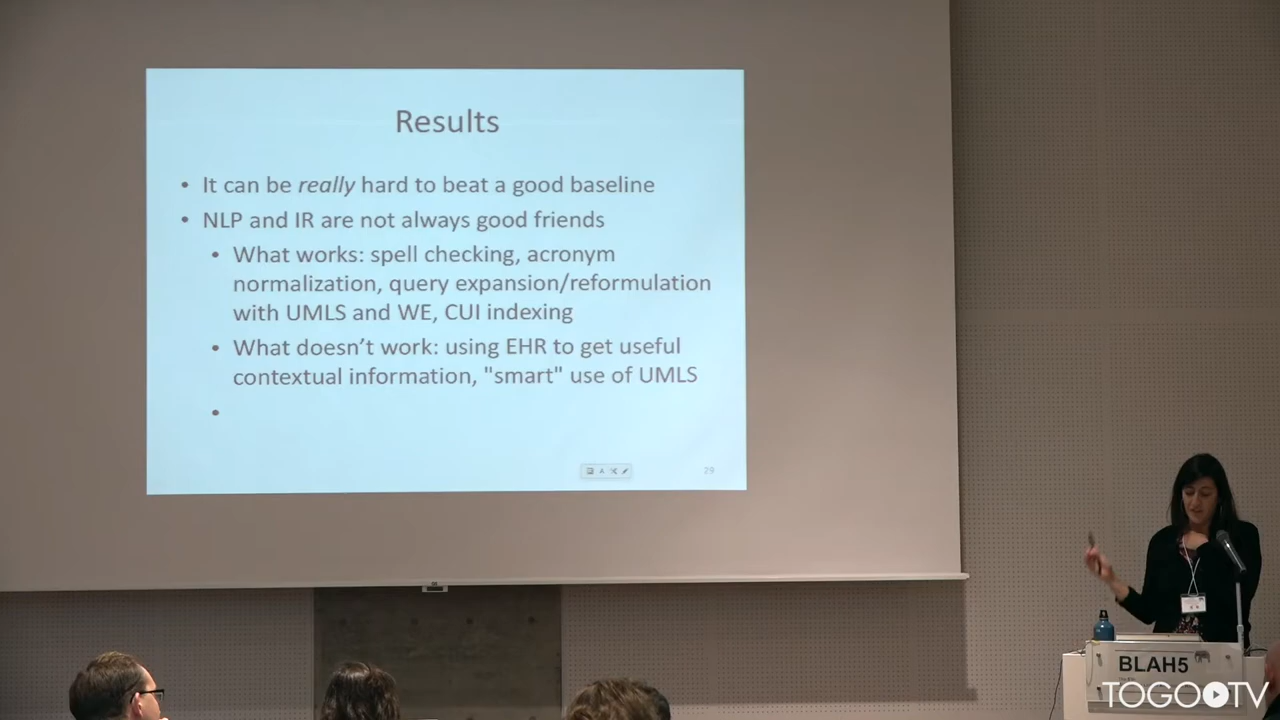 Results
• It can be really hard to beat a good baseline
• NLP and IR are not always good friends
• What works: spell checking, acronym
normalization, query expansion/reformulation
with UMLS and WE, CUI indexing
• What doesn't work: using EHR to get useful
contextual information, "smart" use of UMLS
•
29
BLAH5
TOGOTV